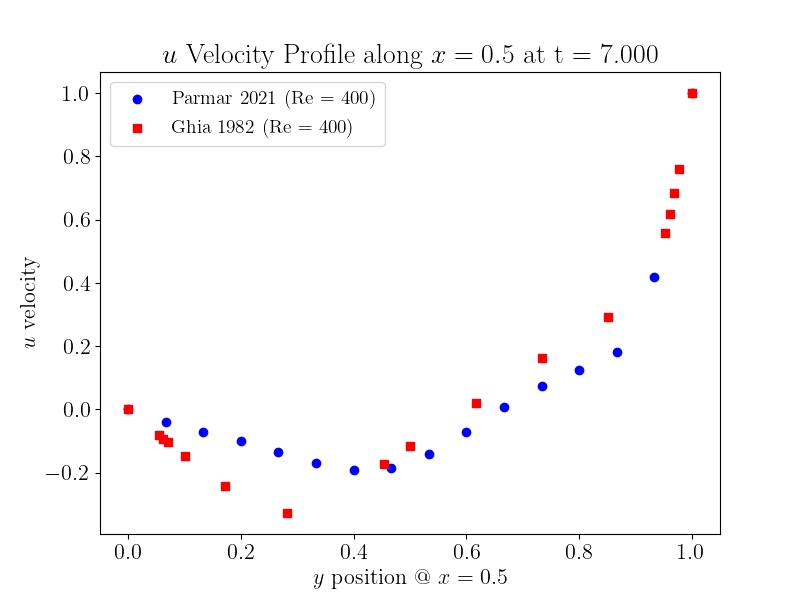 u Velocity Profile along x = 0.5 at t = 7.000
Parmar 2021 (Re = 400)
Ghia 1982 (Re = 400)
1.0
0.8
0.6
0.4
0.2
0.0
−0.2
u velocity
0.0 0.2 0.4 0.6 0.8 1.0
y position @ x = 0.5